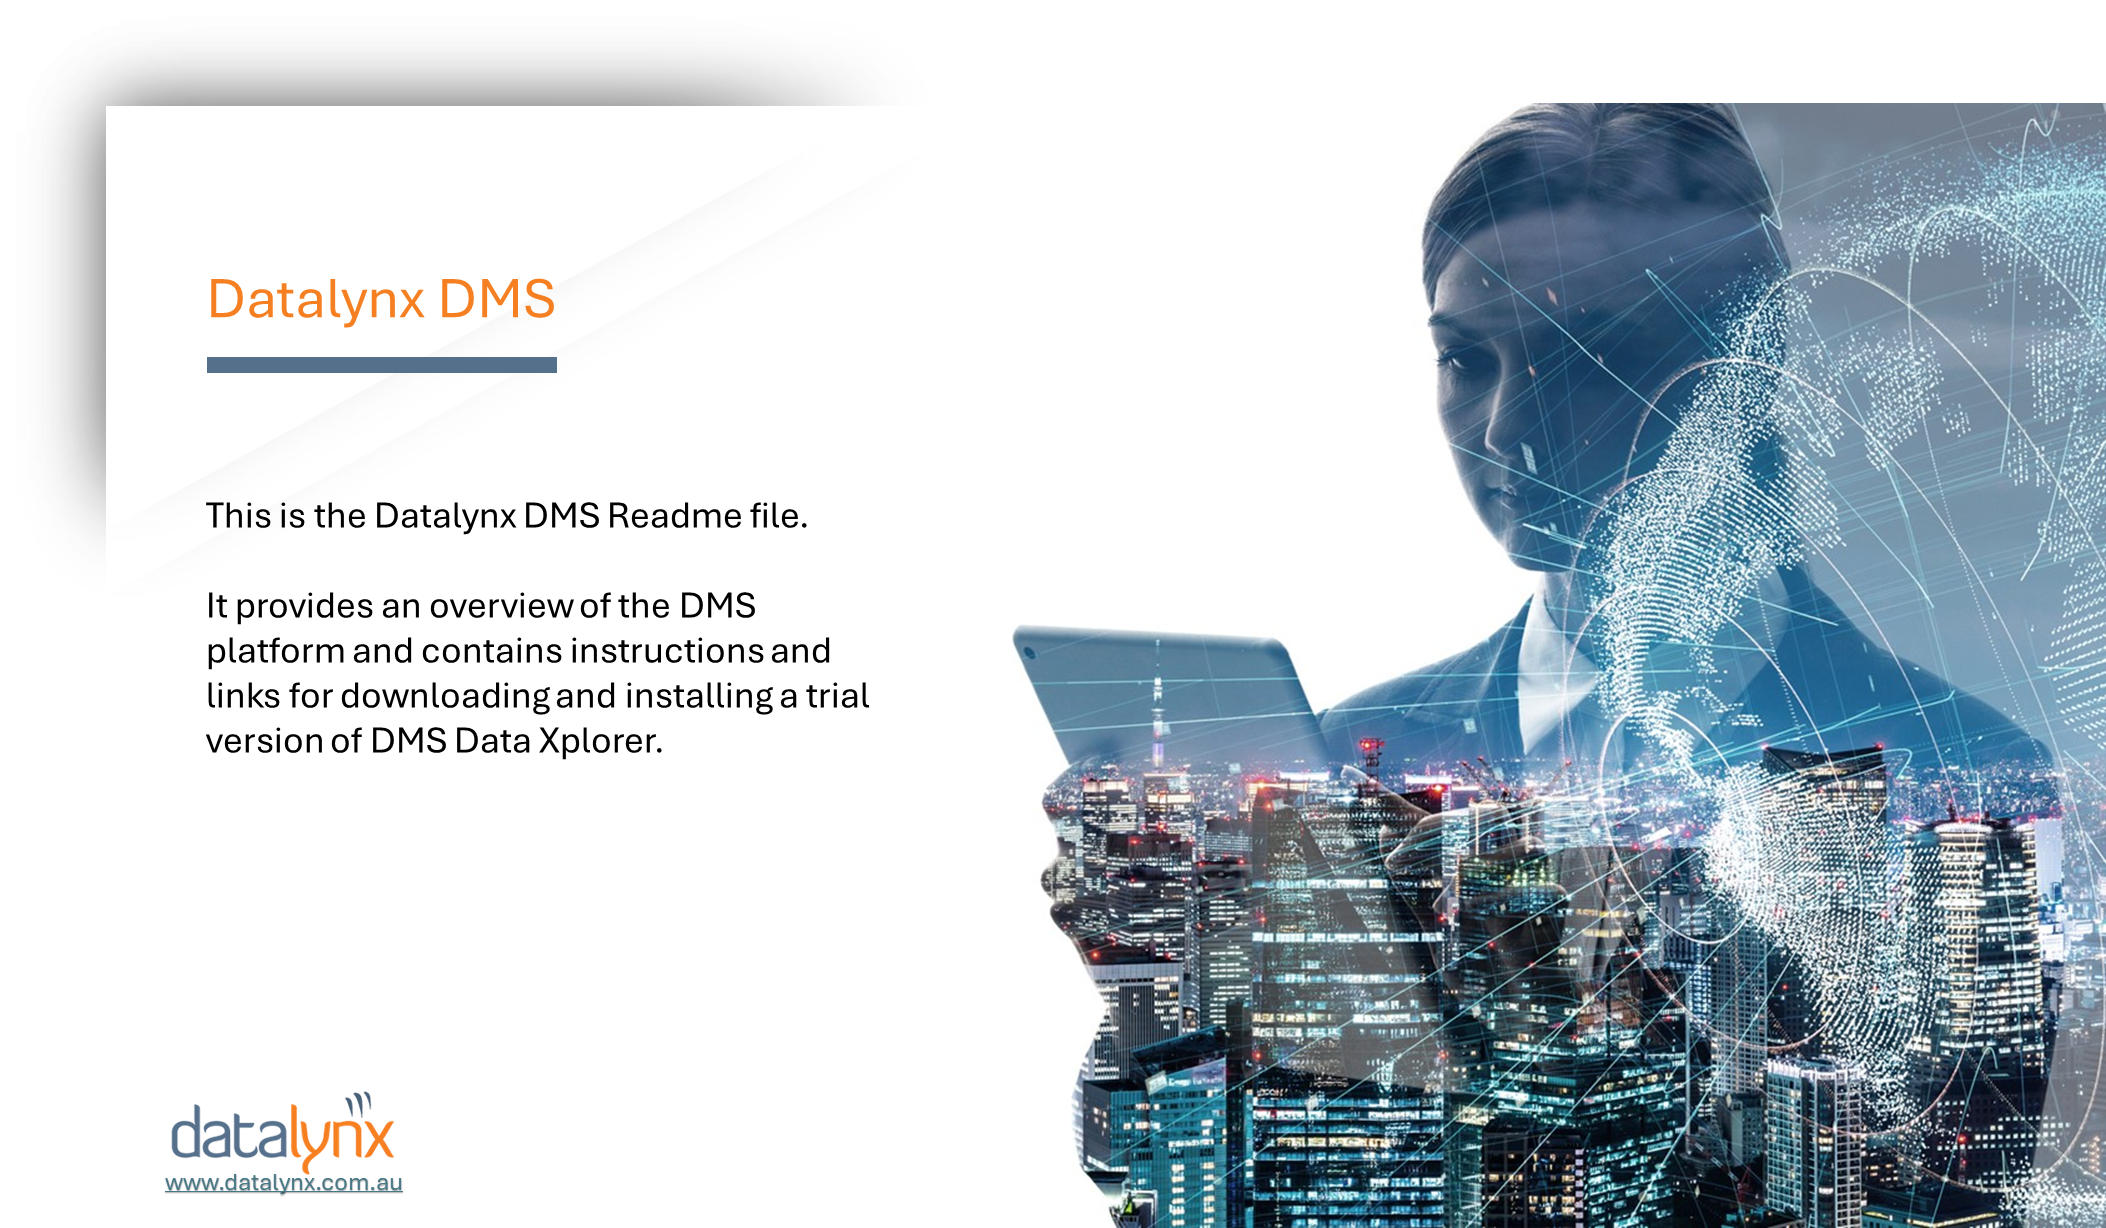 Datalynx DMS
This is the Datalynx DMS Readme file.
It provides an overview of the DMS
platform and contains instructions and
links for downloading and installing a trial
version of DMS Data Xplorer.
datalynx
www.datalynx.com.au